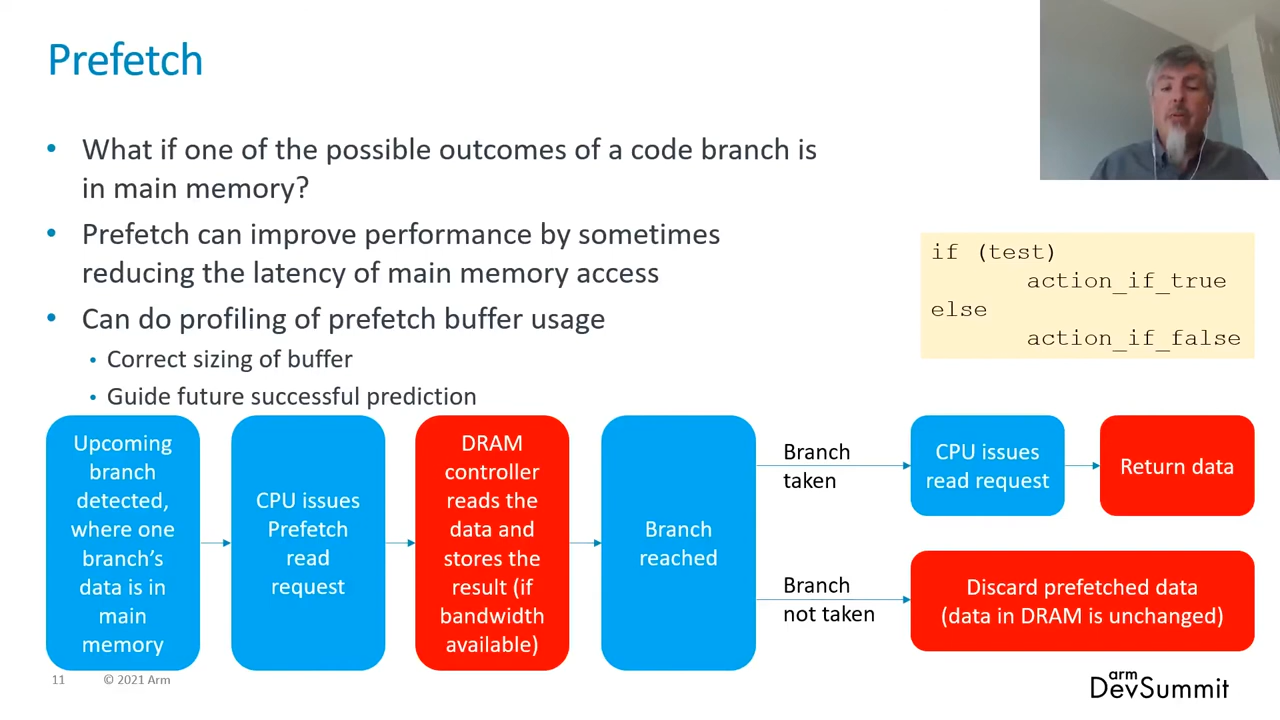 Prefetch
• What if one of the possible outcomes of a code branch is
in main memory?
• Prefetch can improve performance by sometimes
reducing the latency of main memory access
• Can do profiling of prefetch buffer usage
• Correct sizing of buffer
• Guide future successful prediction
if (test)
action_if_true
else
action_if_false
Upcoming
branch
detected,
where one
branch’s
data is in
main
memory
CPU issues
Prefetch
read
request
DRAM
controller
reads the
data and
stores the
result (if
bandwidth
available)
Branch
reached
Branch
taken
CPU issues
read request
Return data
Branch
not taken
Discard prefetched data
(data in DRAM is unchanged)
11
© 2021 Arm
arm
DevSummit